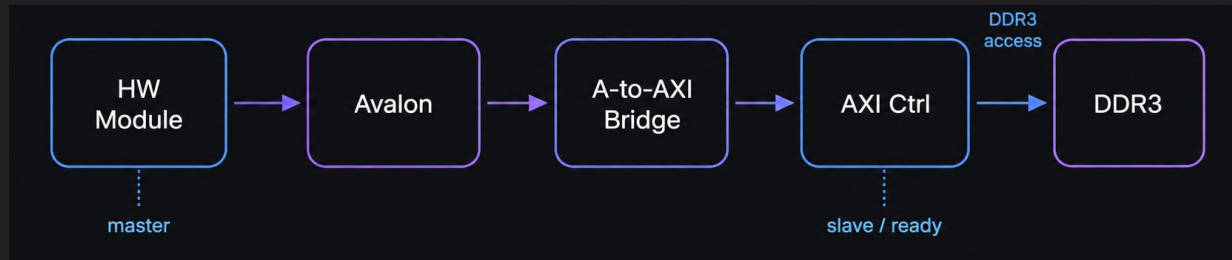 HW
Module
Avalon
A-to-AXI
Bridge
AXI Ctrl
DDR3
access
DDR3
master
slave / ready